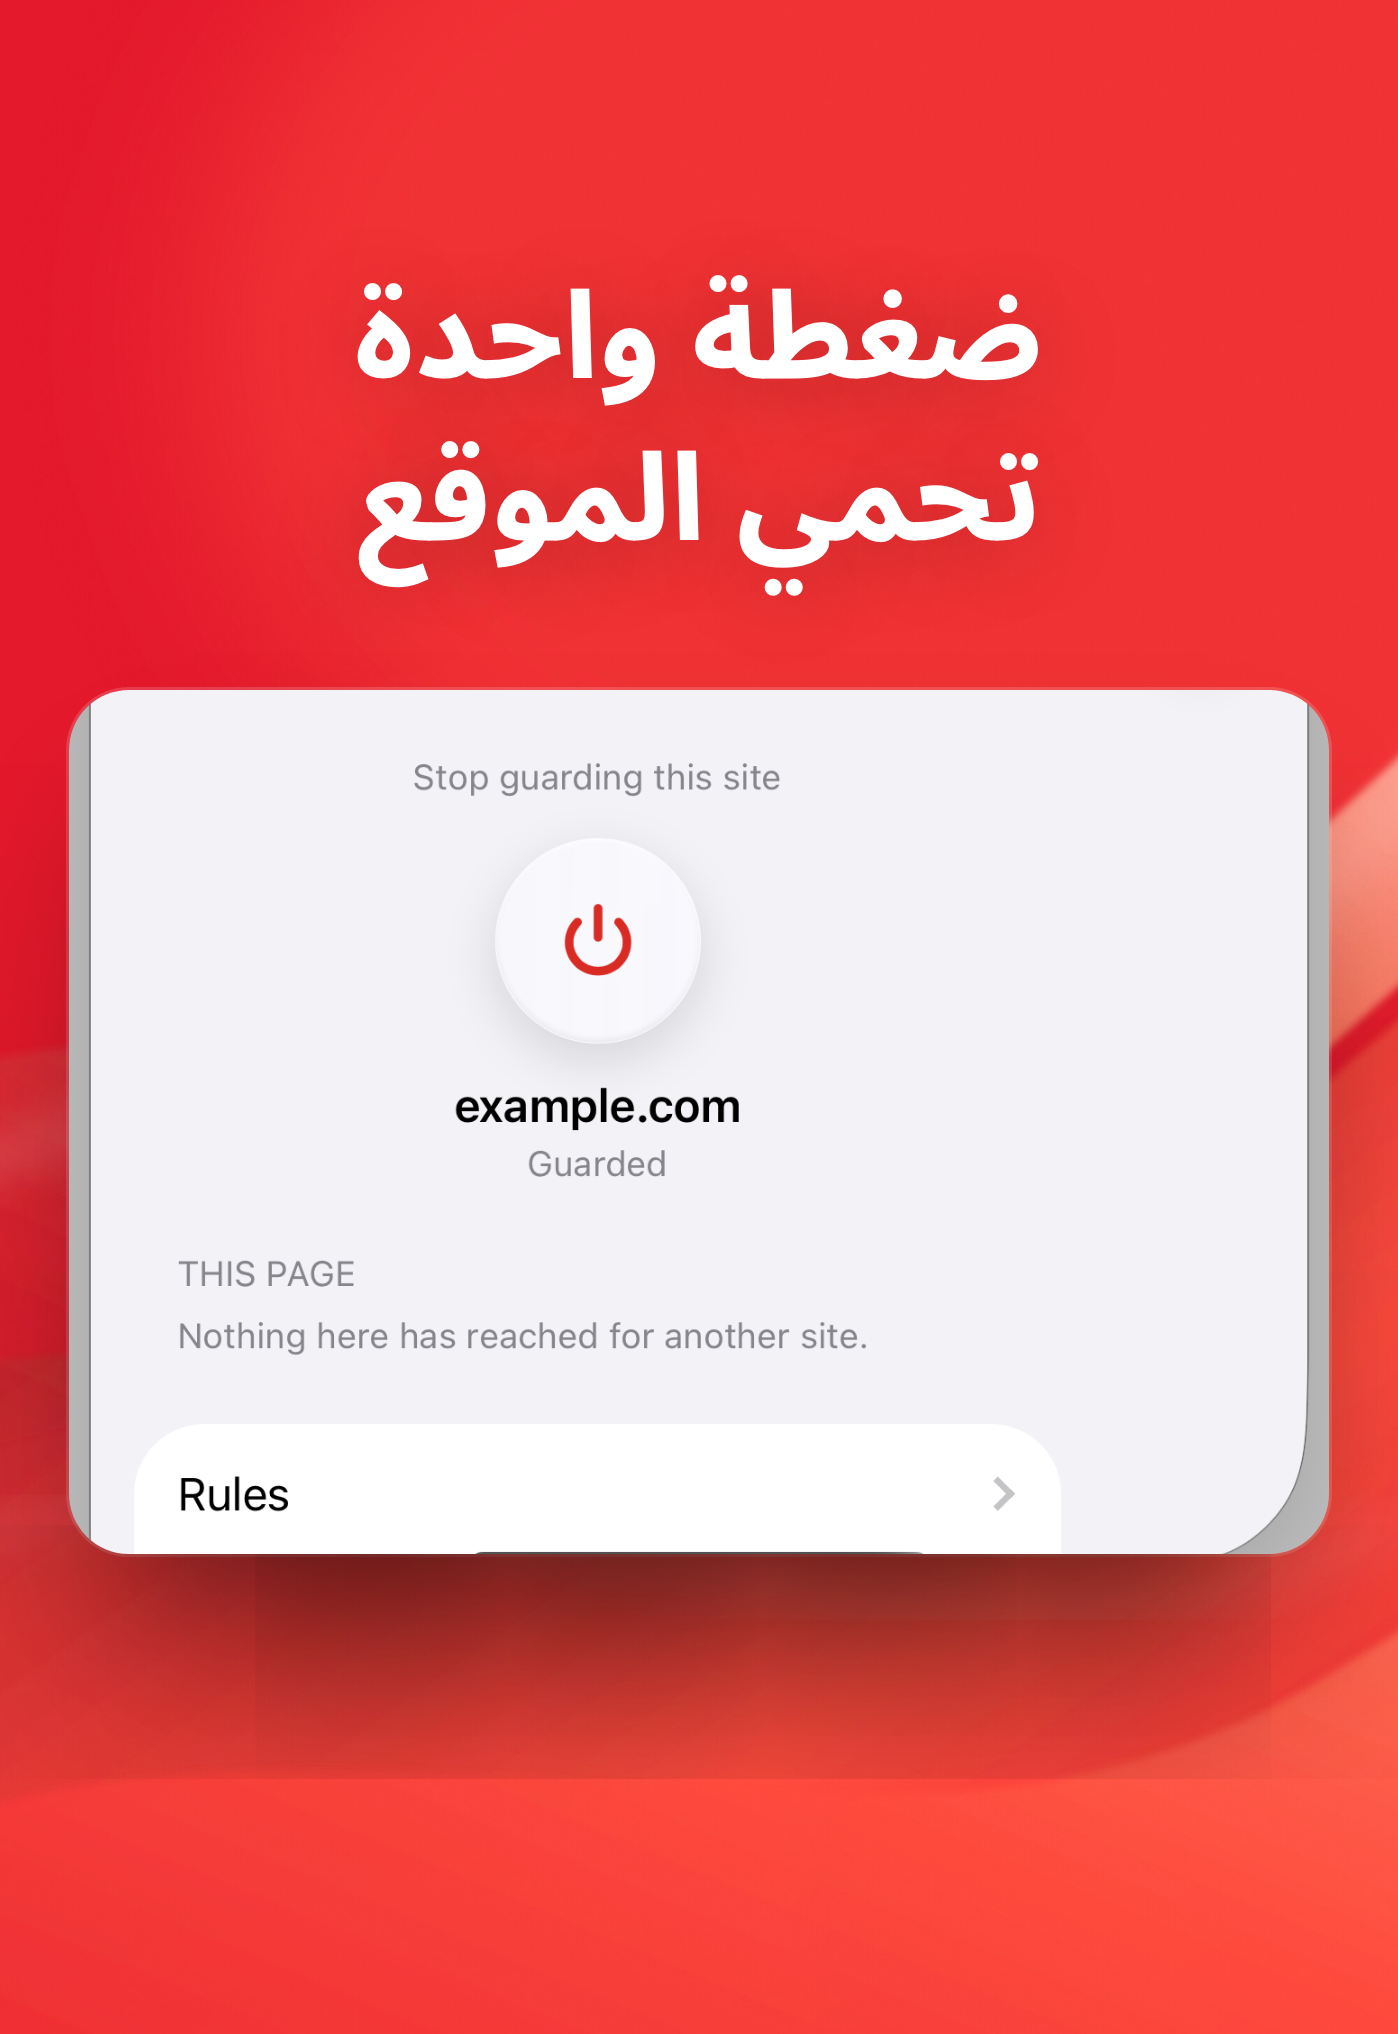 ضغطة واحدة
تحمي الموقع
Stop guarding this site
example.com
Guarded
THIS PAGE
Nothing here has reached for another site.
Rules